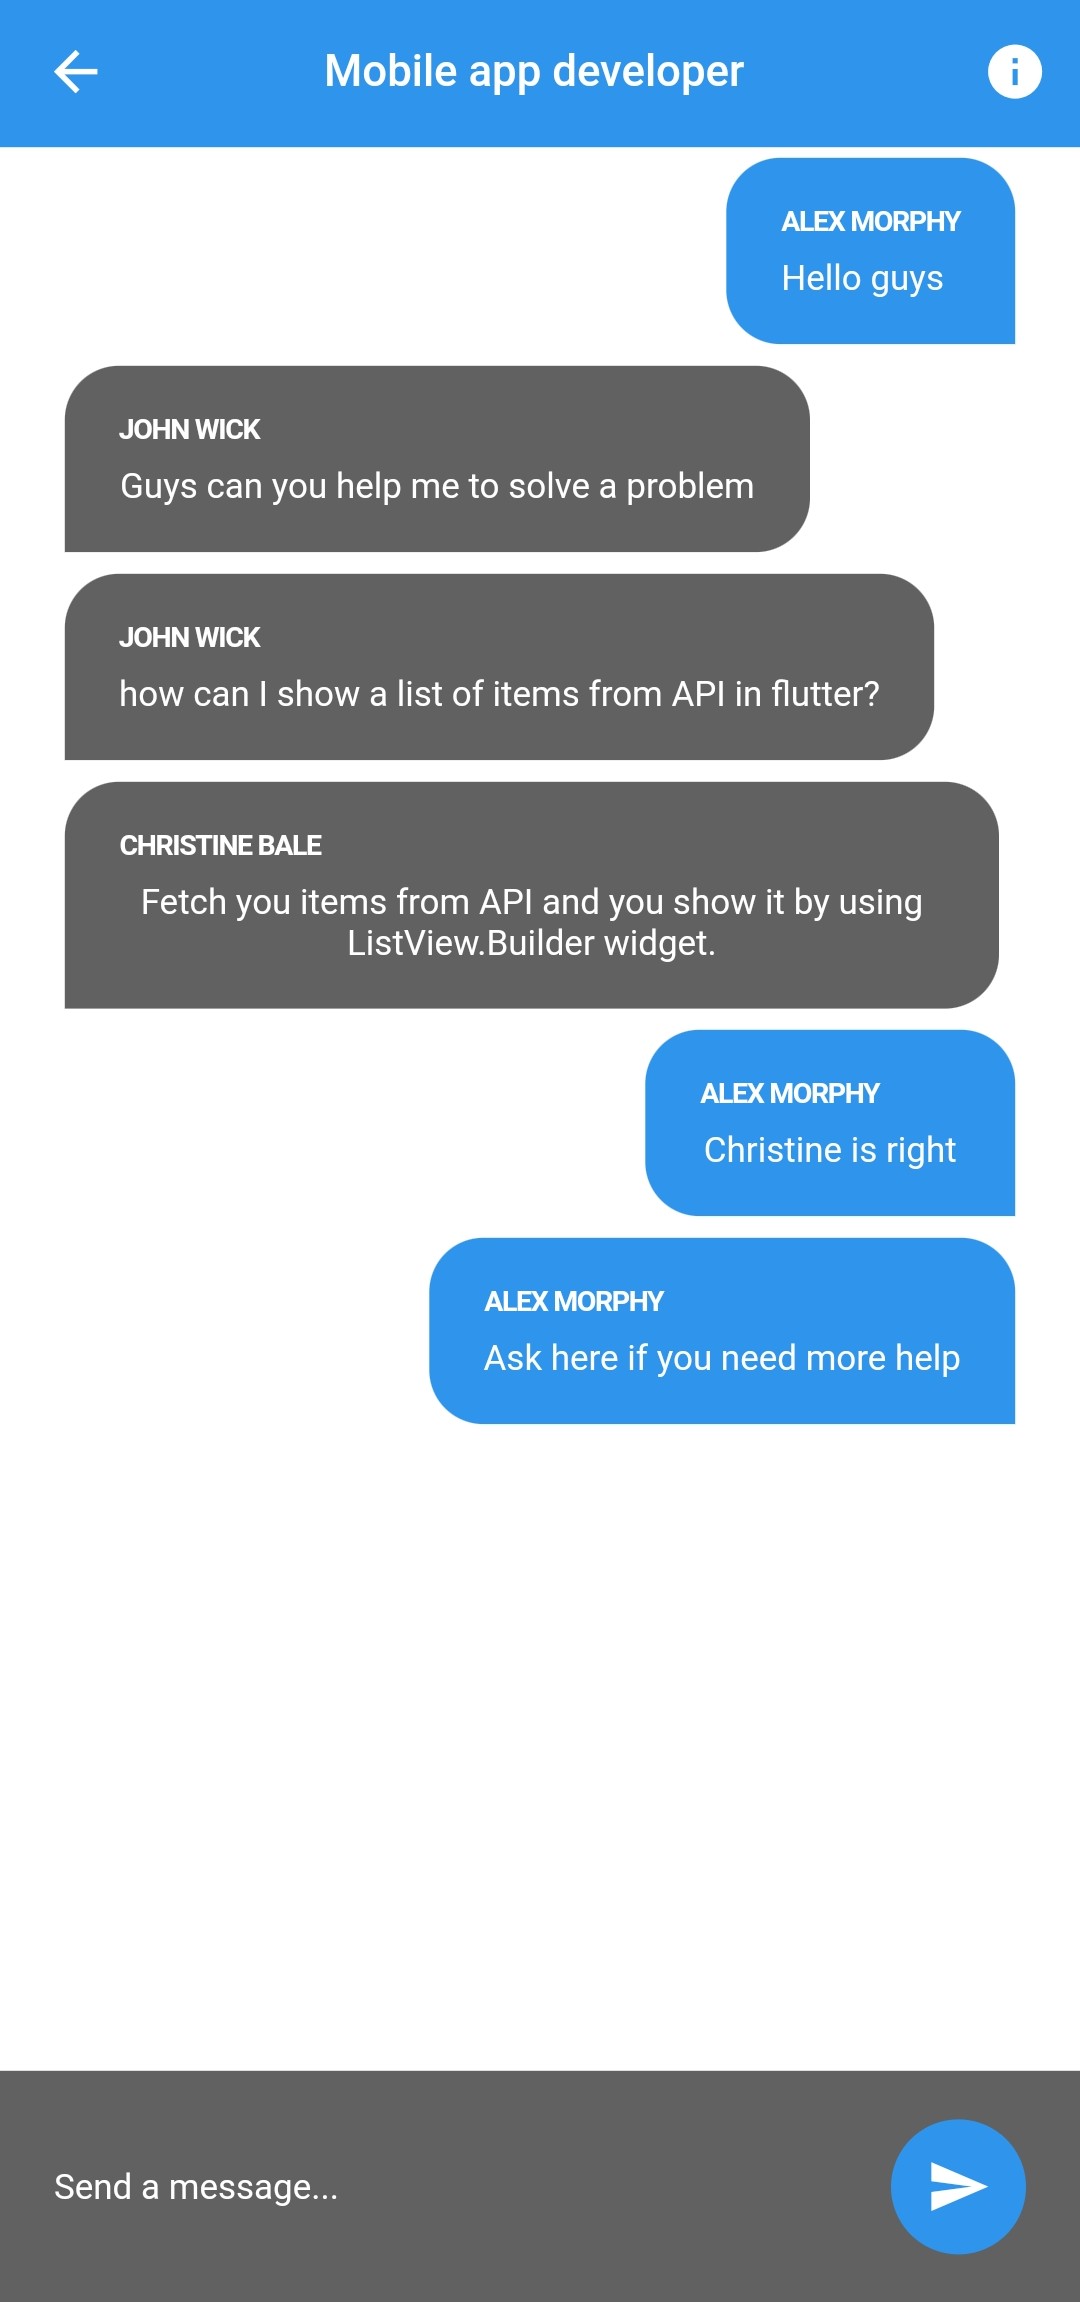 Mobile app developer
ALEX MORPHY
Hello guys
JOHN WICK
Guys can you help me to solve a problem
JOHN WICK
how can I show a list of items from API in flutter?
CHRISTINE BALE
Fetch you items from API and you show it by using
ListView.Builder widget.
ALEX MORPHY
Christine is right
ALEX MORPHY
Ask here if you need more help
Send a message...